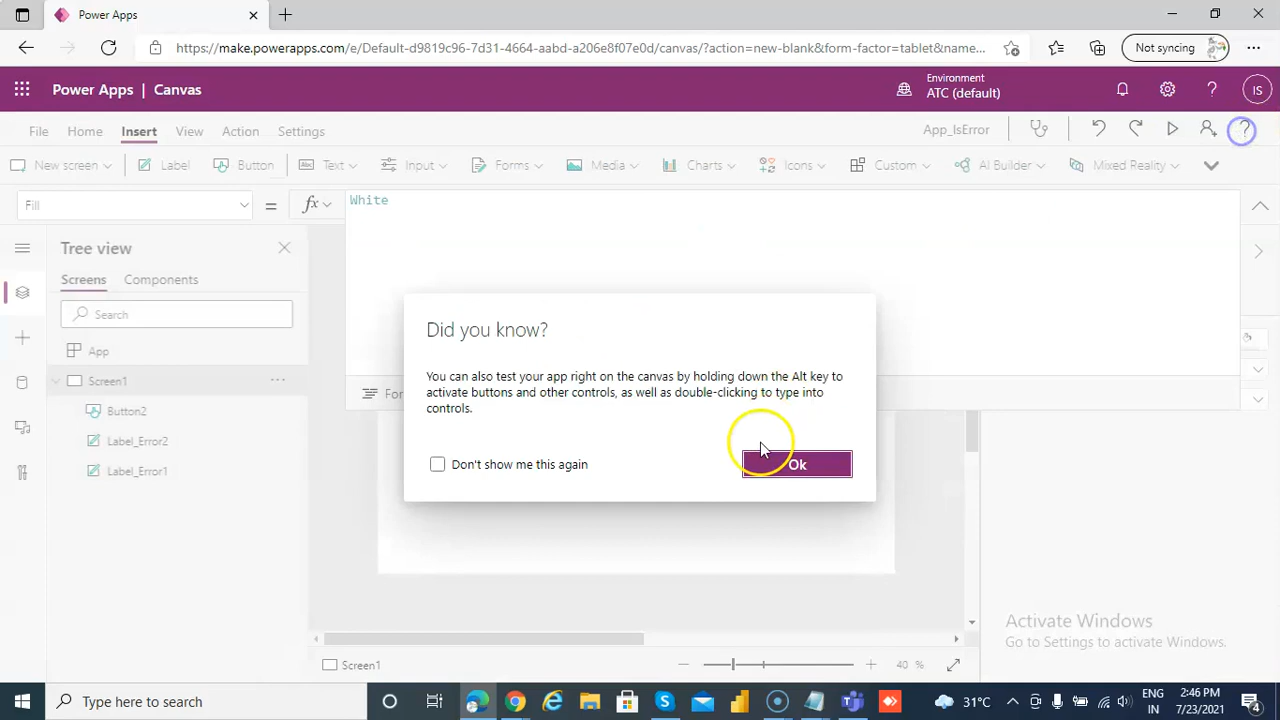 Power Apps
https://make.powerapps.com/e/Default-d9819c96-7d31-4664-aabd-a206e8f07e0d/canvas/?action=new-blank&form-factor=tablet&name...
Not syncing
Power Apps | Canvas
Environment
ATC (default)
IS
File Home Insert View Action Settings
App_IsError
New screen Label Button Text Input Forms Media Charts Icons Custom AI Builder Mixed Reality
Fill
=
fx
White
Tree view
Screens Components
Search
App
Screen1
Button2
Label_Error2
Label_Error1
For
Did you know?
You can also test your app right on the canvas by holding down the Alt key to
activate buttons and other controls, as well as double-clicking to type into
controls.
Don't show me this again
Ok
Activate Windows
Go to Settings to activate Windows.
Screen1
40 %
Type here to search
31°C
ENG
IN
2:46 PM
7/23/2021
4